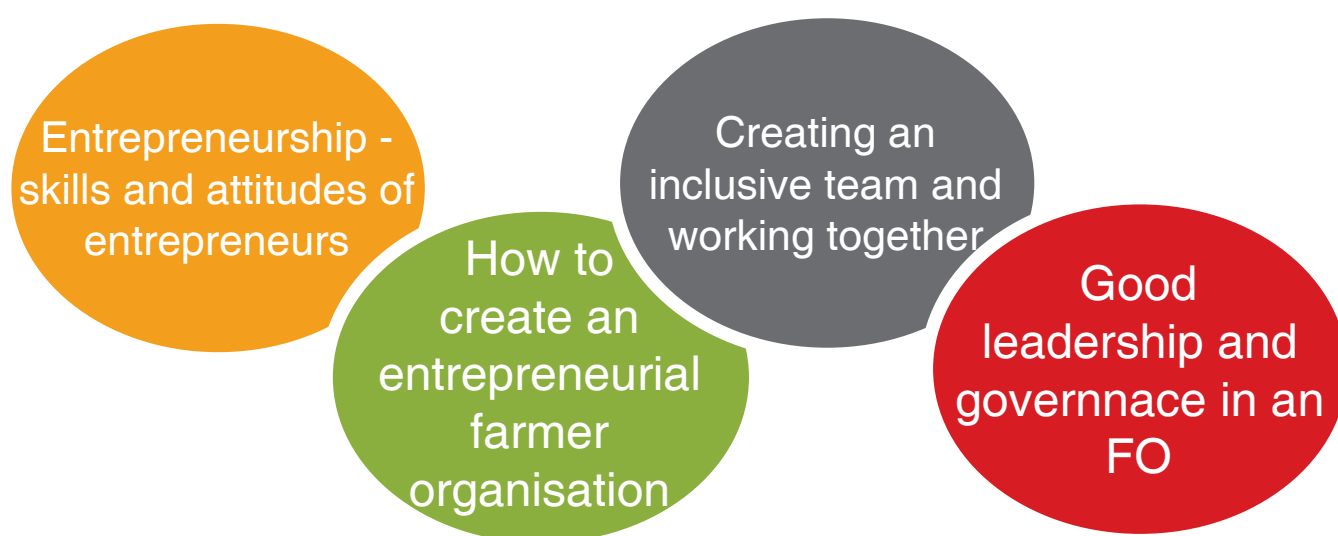 Entrepreneurship -
skills and attitudes of
entrepreneurs
How to
create an
entrepreneurial
farmer
organisation
Creating an
inclusive team and
working together
Good
leadership and
governnace in an
FO